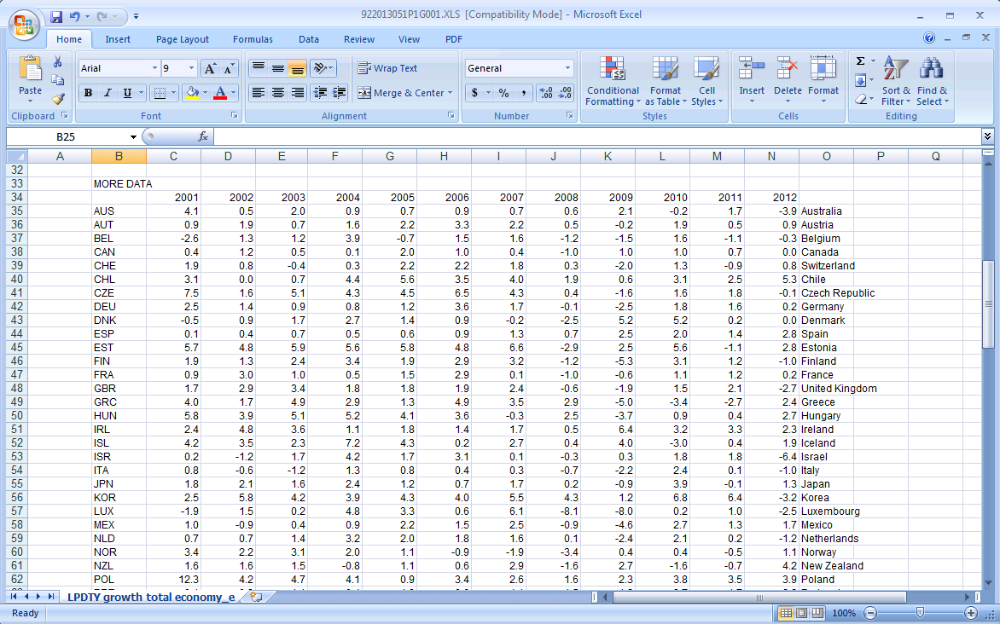 922013051P1G001.XLS [Compatibility Mode] - Microsoft Excel
Home Insert Page Layout Formulas Data Review View PDF
Arial 9 Wrap Text General
Paste B I U Merge & Center $ % , Conditional Formatting Format as Table Cell Styles Insert Delete Format Sort & Filter Find & Select
Clipboard Font Alignment Number Styles Cells Editing
B25 fx
A B C D E F G H I J K L M N O P Q
32
33 MORE DATA
34 2001 2002 2003 2004 2005 2006 2007 2008 2009 2010 2011 2012
35 AUS 4.1 0.5 2.0 0.9 0.7 0.9 0.7 0.6 2.1 -0.2 1.7 -3.9 Australia
36 AUT 0.9 1.9 0.7 1.6 2.2 3.3 2.2 0.5 -0.2 1.9 0.5 0.9 Austria
37 BEL -2.6 1.3 1.2 3.9 -0.7 1.5 1.6 -1.2 -1.5 1.6 -1.1 -0.3 Belgium
38 CAN 0.4 1.2 0.5 0.1 2.0 1.0 0.4 -1.0 1.0 1.0 0.7 0.0 Canada
39 CHE 1.9 0.8 -0.4 0.3 2.2 2.2 1.8 0.3 -2.0 1.3 -0.9 0.8 Switzerland
40 CHL 3.1 0.0 0.7 4.4 5.6 3.5 4.0 1.9 0.6 3.1 2.5 5.3 Chile
41 CZE 7.5 1.6 5.1 4.3 4.5 6.5 4.3 0.4 -1.6 1.6 1.8 -0.1 Czech Republic
42 DEU 2.5 1.4 0.9 0.8 1.2 3.6 1.7 -0.1 -2.5 1.8 1.6 0.2 Germany
43 DNK -0.5 0.9 1.7 2.7 1.4 0.9 -0.2 -2.5 5.2 5.2 0.2 0.0 Denmark
44 ESP 0.1 0.4 0.7 0.5 0.6 0.9 1.3 0.7 2.5 2.0 1.4 2.8 Spain
45 EST 5.7 4.8 5.9 5.6 5.8 4.8 6.6 -2.9 2.5 5.6 -1.1 2.8 Estonia
46 FIN 1.9 1.3 2.4 3.4 1.9 2.9 3.2 -1.2 -5.3 3.1 1.2 -1.0 Finland
47 FRA 0.9 3.0 1.0 0.5 1.5 2.9 0.1 -1.0 -0.6 1.1 1.2 0.2 France
48 GBR 1.7 2.9 3.4 1.8 1.8 1.9 2.4 -0.6 -1.9 1.5 2.1 -2.7 United Kingdom
49 GRC 4.0 1.7 4.9 2.9 1.3 4.9 3.5 2.9 -5.0 -3.4 -2.7 2.4 Greece
50 HUN 5.8 3.9 5.1 5.2 4.1 3.6 -0.3 2.5 -3.7 0.9 0.4 2.7 Hungary
51 IRL 2.4 4.8 3.6 1.1 1.8 1.4 1.7 0.5 6.4 3.2 3.3 2.3 Ireland
52 ISL 4.2 3.5 2.3 7.2 4.3 0.2 2.7 0.4 4.0 -3.0 0.4 1.9 Iceland
53 ISR 0.2 -1.2 1.7 4.2 1.7 3.1 0.1 -0.3 0.3 1.8 1.8 -6.4 Israel
54 ITA 0.8 -0.6 -1.2 1.3 0.8 0.4 0.3 -0.7 -2.2 2.4 0.1 -1.0 Italy
55 JPN 1.8 2.1 1.6 2.4 1.2 0.7 1.7 0.2 -0.9 3.9 -0.1 1.3 Japan
56 KOR 2.5 5.8 4.2 3.9 4.3 4.0 5.5 4.3 1.2 6.8 6.4 -3.2 Korea
57 LUX -1.9 1.5 0.2 4.8 3.3 0.6 6.1 -8.1 -8.0 0.2 1.0 -2.5 Luxembourg
58 MEX 1.0 -0.9 0.4 0.9 2.2 1.5 2.5 -0.9 -4.6 2.7 1.3 1.7 Mexico
59 NLD 0.7 0.7 1.4 3.2 2.0 1.8 1.6 0.1 -2.4 2.1 0.2 -1.2 Netherlands
60 NOR 3.4 2.2 3.1 2.0 1.1 -0.9 -1.9 -3.4 0.4 0.4 -0.5 1.1 Norway
61 NZL 1.6 1.6 1.5 -0.8 1.1 0.6 2.9 -1.6 2.7 -1.6 -0.7 4.2 New Zealand
62 POL 12.3 4.2 4.7 4.1 0.9 3.4 2.6 1.6 2.3 3.8 3.5 3.9 Poland
LPDTY growth total economy_e
Ready 100%